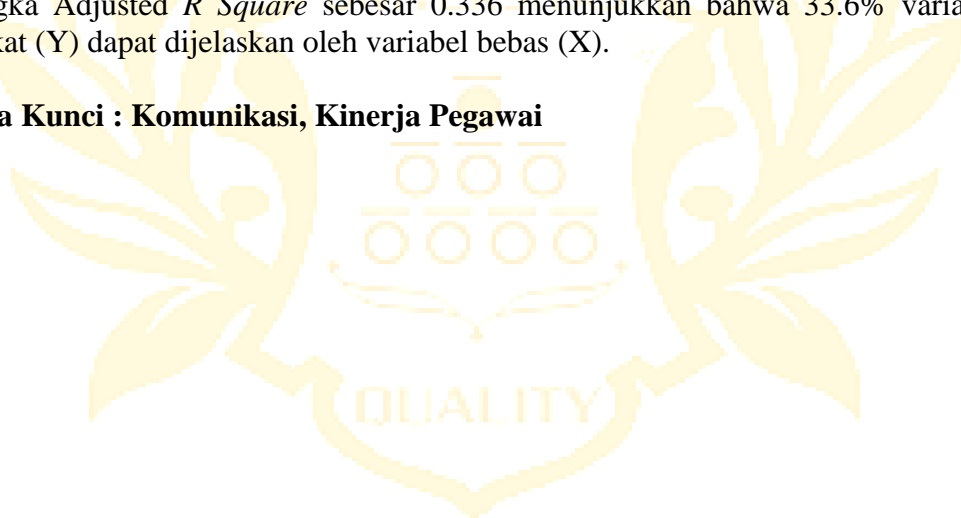 gka Adjusted R Square sebesar 0.336 menunjukkan bahwa 33.6% varia
kat (Y) dapat dijelaskan oleh variabel bebas (X).
a Kunci : Komunikasi, Kinerja Pegawai
QUALITY